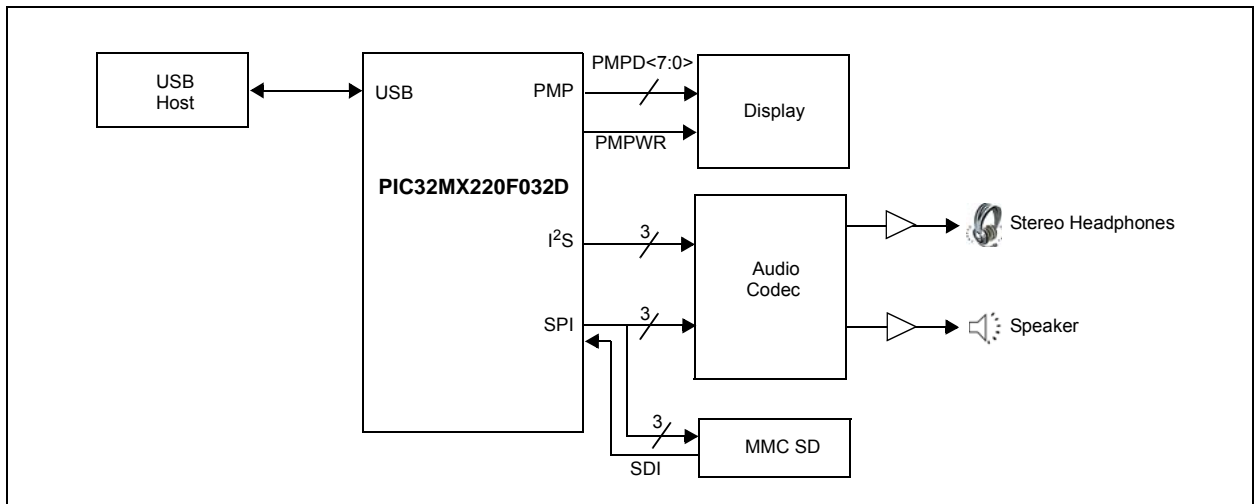 USB
Host
USB
PMP
PMPD<7:0>
Display
PMPWR
PIC32MX220F032D
I²S
3
Audio
Codec
Stereo Headphones
SPI
3
Speaker
3
MMC SD
SDI